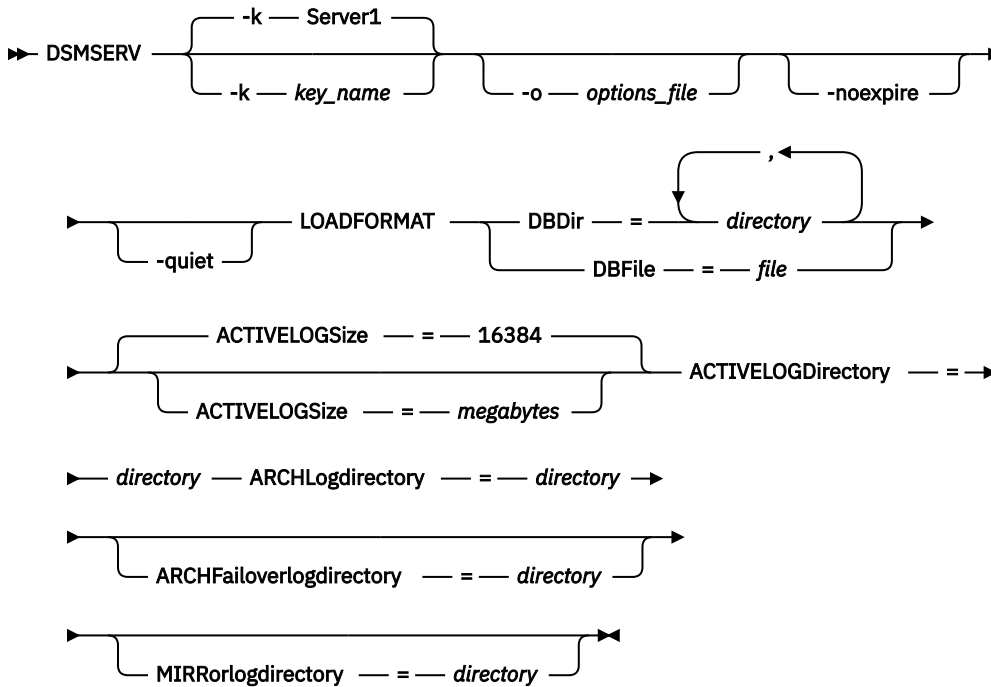 -k Server1
DSMSERV
-k key_name
-o options_file
-noexpire
,
LOADFORMAT DBDir = directory
-quiet
DBFile = file
ACTIVELOGSize = 16384
ACTIVELOGDirectory =
ACTIVELOGSize = megabytes
directory ARCHLogdirectory = directory
ARCHFailoverlogdirectory = directory
MIRRorlogdirectory = directory